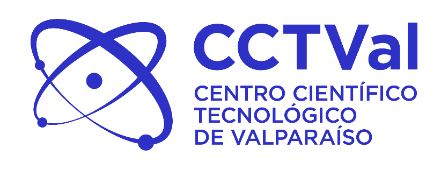 CCTVal
CENTRO CIENTÍFICO
TECNOLÓGICO
DE VALPARAÍSO